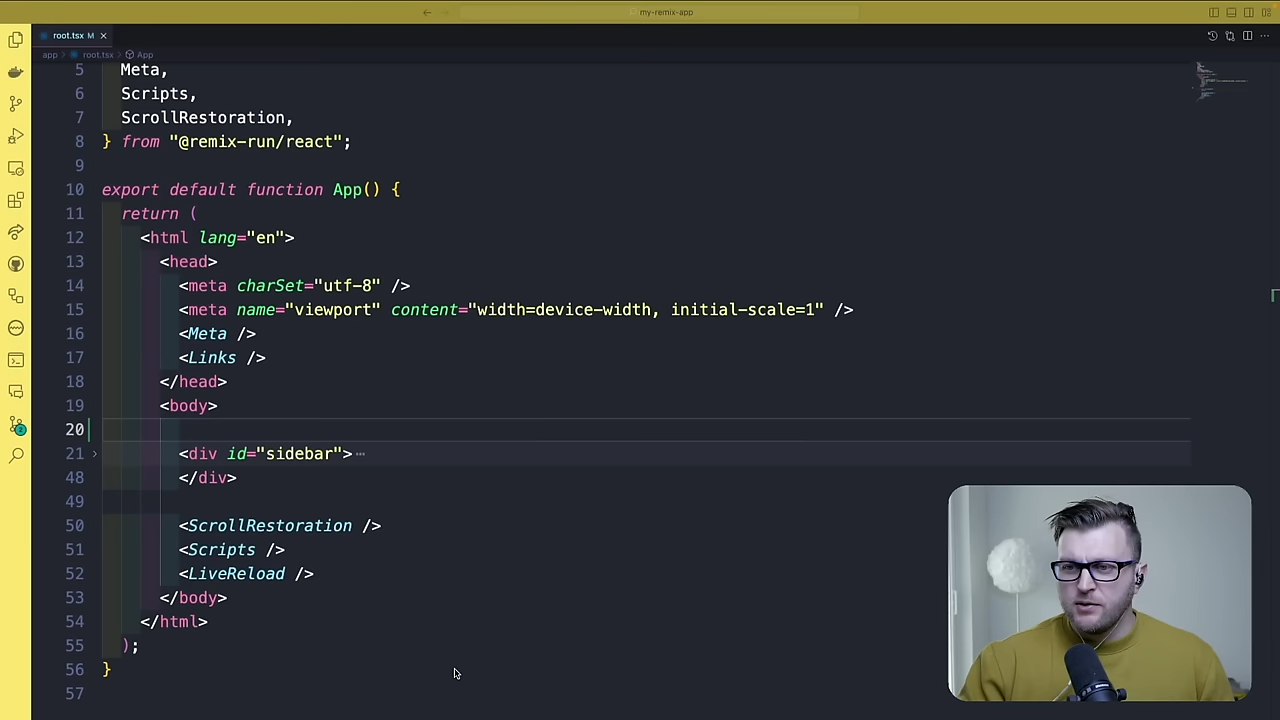 my-remix-app
root.tsx M
app > root.tsx > App
5 Meta,
6 Scripts,
7 ScrollRestoration,
8 } from "@remix-run/react";
9
10 export default function App() {
11 return (
12 <html lang="en">
13 <head>
14 <meta charSet="utf-8" />
15 <meta name="viewport" content="width=device-width, initial-scale=1" />
16 <Meta />
17 <Links />
18 </head>
19 <body>
20
21 <div id="sidebar">…
48 </div>
49
50 <ScrollRestoration />
51 <Scripts />
52 <LiveReload />
53 </body>
54 </html>
55 );
56 }
57
2